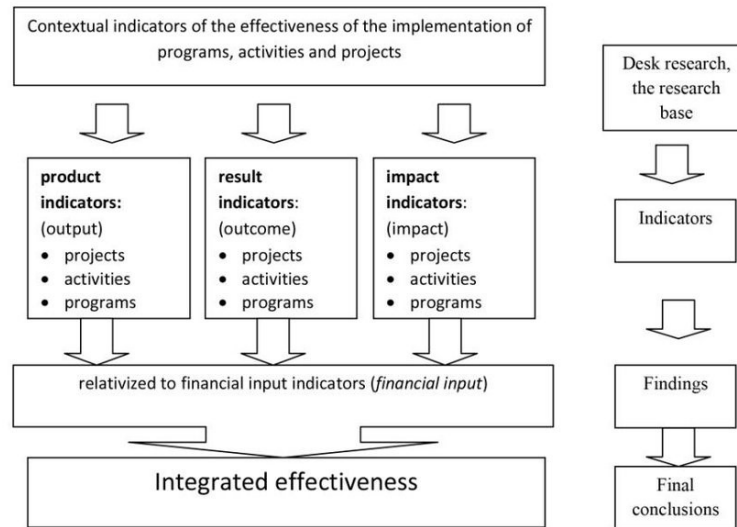 Contextual indicators of the effectiveness of the implementation of
programs, activities and projects
product
indicators:
(output)
• projects
• activities
• programs
result
indicators:
(outcome)
• projects
• activities
• programs
impact
indicators:
(impact)
• projects
• activities
• programs
relativized to financial input indicators (financial input)
Integrated effectiveness
Desk research,
the research
base
Indicators
Findings
Final
conclusions